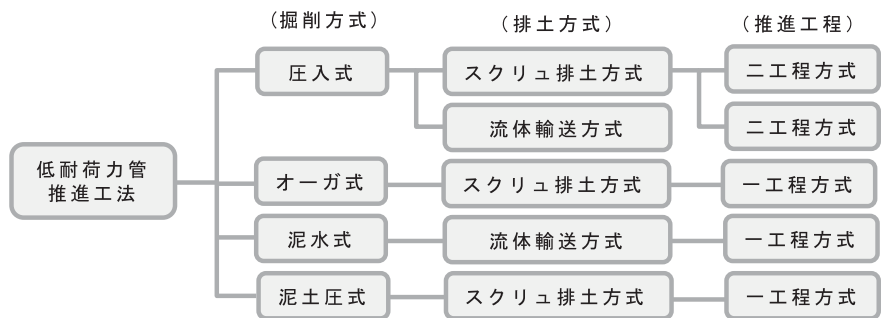 （掘削方式）
（排土方式）
（推進工程）
圧入式
スクリュ排土方式
二工程方式
流体輸送方式
二工程方式
低耐荷力管
推進工法
オーガ式
スクリュ排土方式
一工程方式
泥水式
流体輸送方式
一工程方式
泥土圧式
スクリュ排土方式
一工程方式